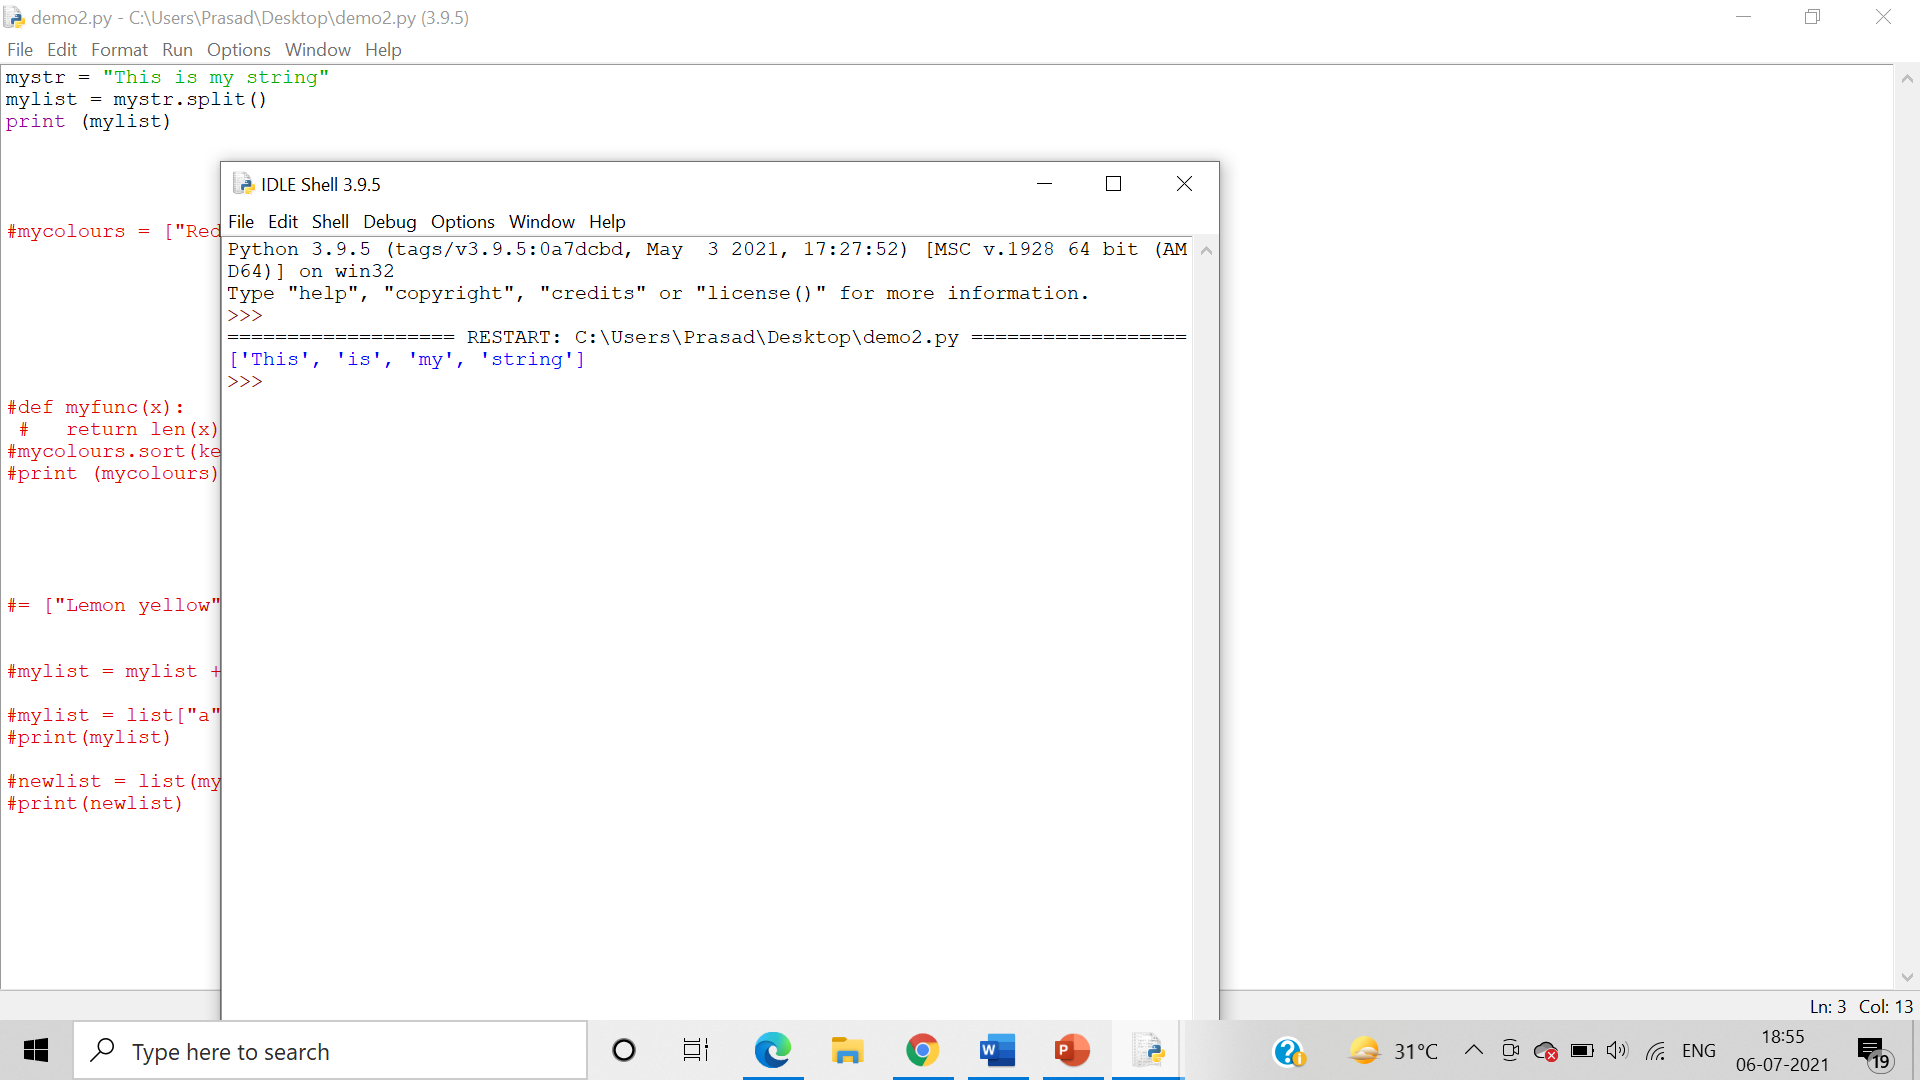 demo2.py - C:\Users\Prasad\Desktop\demo2.py (3.9.5)
File Edit Format Run Options Window Help
mystr = "This is my string"
mylist = mystr.split()
print (mylist)
#mycolours = ["Red
#def myfunc(x):
#   return len(x)
#mycolours.sort(ke
#print (mycolours)
#= ["Lemon yellow"
#mylist = mylist +
#mylist = list["a"
#print(mylist)
#newlist = list(my
#print(newlist)
IDLE Shell 3.9.5
File Edit Shell Debug Options Window Help
Python 3.9.5 (tags/v3.9.5:0a7dcbd, May  3 2021, 17:27:52) [MSC v.1928 64 bit (AM
D64)] on win32
Type "help", "copyright", "credits" or "license()" for more information.
>>>
=================== RESTART: C:\Users\Prasad\Desktop\demo2.py ==================
['This', 'is', 'my', 'string']
>>>
Ln: 3 Col: 13
Type here to search
31°C
ENG
18:55
06-07-2021
19